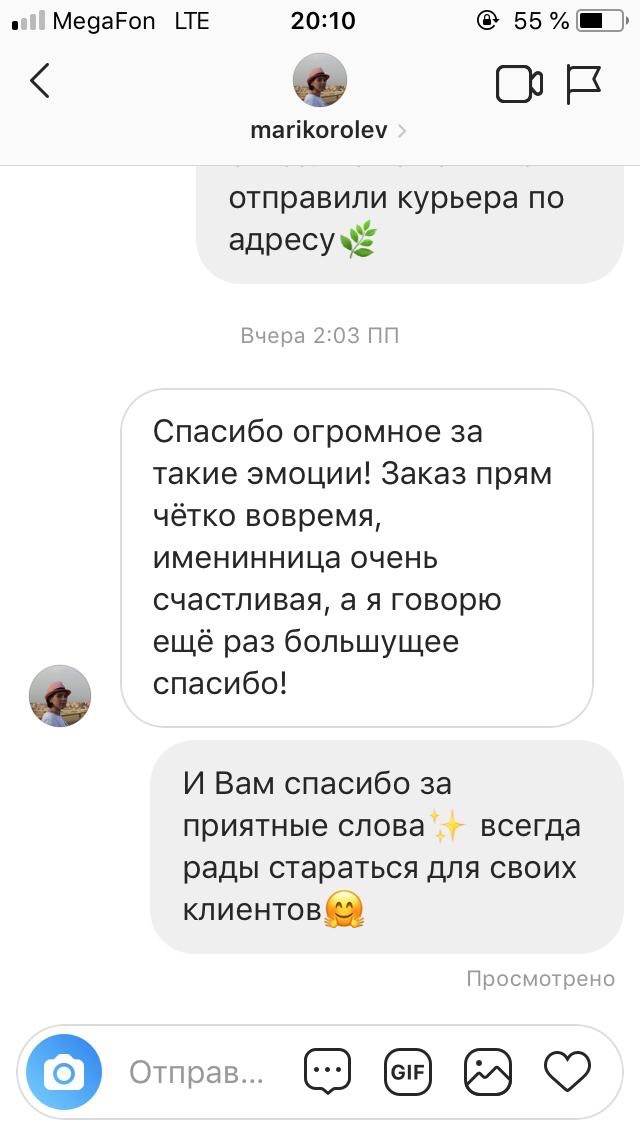 MegaFon LTE 20:10 55 %
marikorolev
отправили курьера по
адресу🌿
Вчера 2:03 ПП
Спасибо огромное за
такие эмоции! Заказ прям
чётко вовремя,
именинница очень
счастливая, а я говорю
ещё раз большущее
спасибо!
И Вам спасибо за
приятные слова✨ всегда
рады стараться для своих
клиентов🤗
Просмотрено
Отправ...
GIF